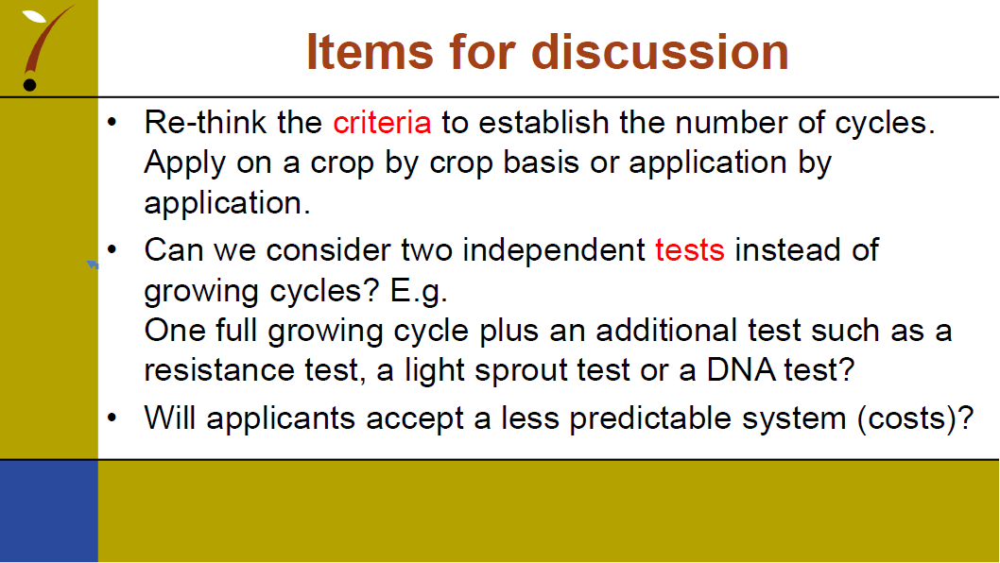 Items for discussion
• Re-think the criteria to establish the number of cycles.
Apply on a crop by crop basis or application by
application.
• Can we consider two independent tests instead of
growing cycles? E.g.
One full growing cycle plus an additional test such as a
resistance test, a light sprout test or a DNA test?
• Will applicants accept a less predictable system (costs)?